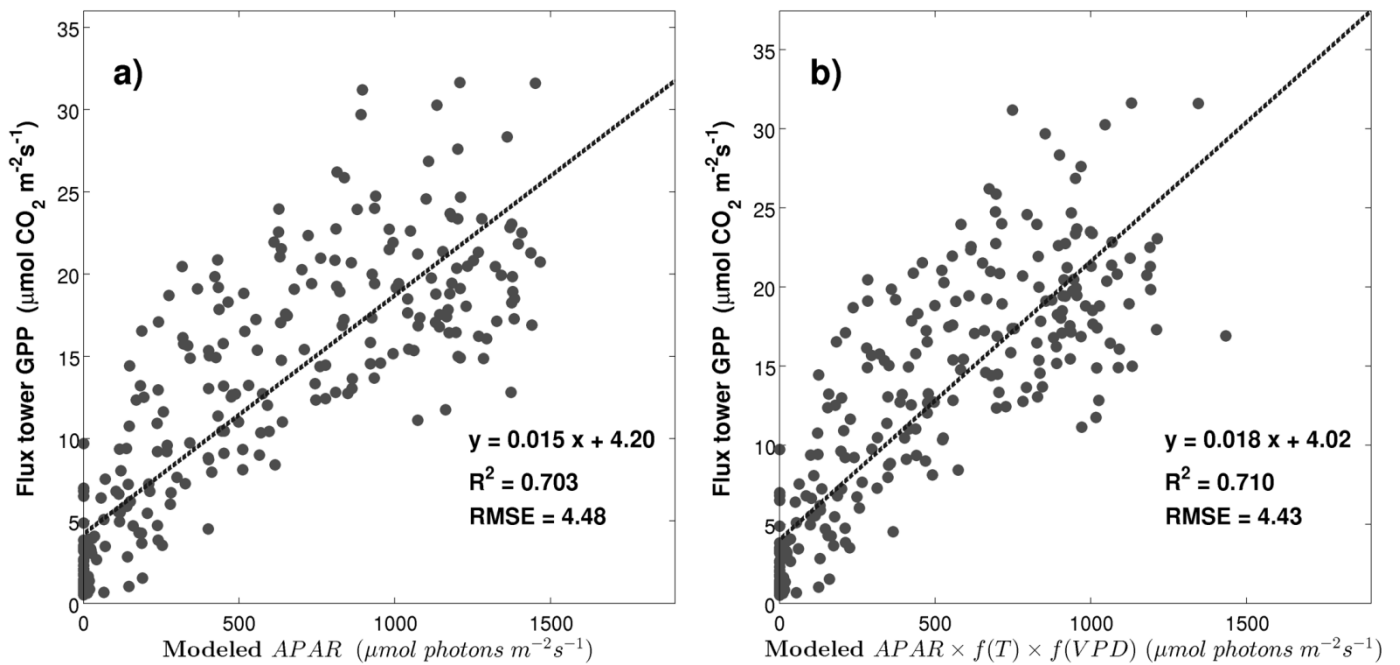 a)
Flux tower GPP (μmol CO₂ m⁻²s⁻¹)
35
30
25
20
15
10
5
0
y = 0.015 x + 4.20
R² = 0.703
RMSE = 4.48
0 500 1000 1500
Modeled APAR (μmol photons m⁻²s⁻¹)
b)
Flux tower GPP (μmol CO₂ m⁻²s⁻¹)
35
30
25
20
15
10
5
0
y = 0.018 x + 4.02
R² = 0.710
RMSE = 4.43
0 500 1000 1500
Modeled APAR × f(T) × f(VPD) (μmol photons m⁻²s⁻¹)